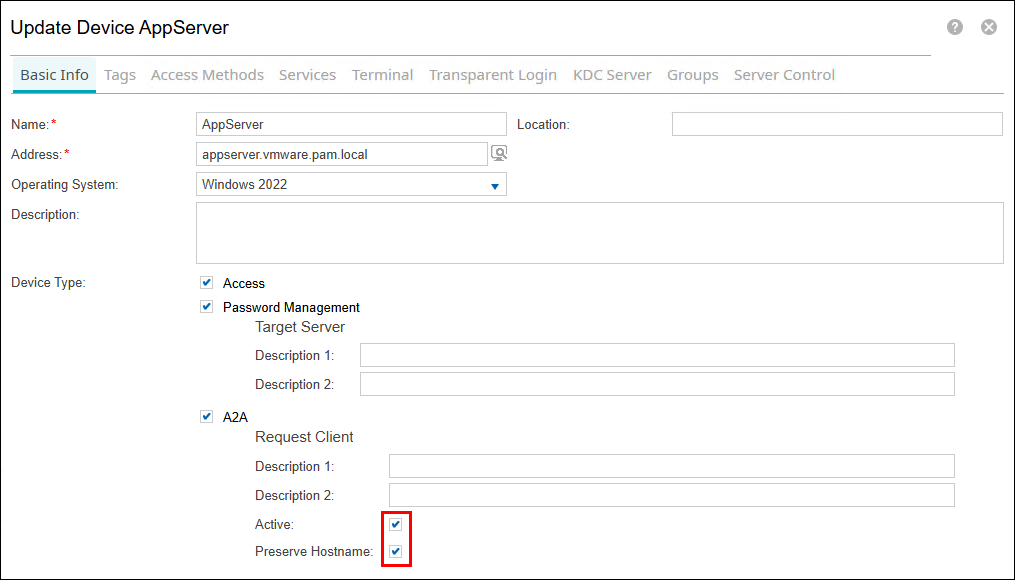 Update Device AppServer
Basic Info Tags Access Methods Services Terminal Transparent Login KDC Server Groups Server Control
Name:* AppServer Location:
Address:* appserver.vmware.pam.local
Operating System: Windows 2022
Description:
Device Type: Access
Password Management
Target Server
Description 1:
Description 2:
A2A
Request Client
Description 1:
Description 2:
Active:
Preserve Hostname: